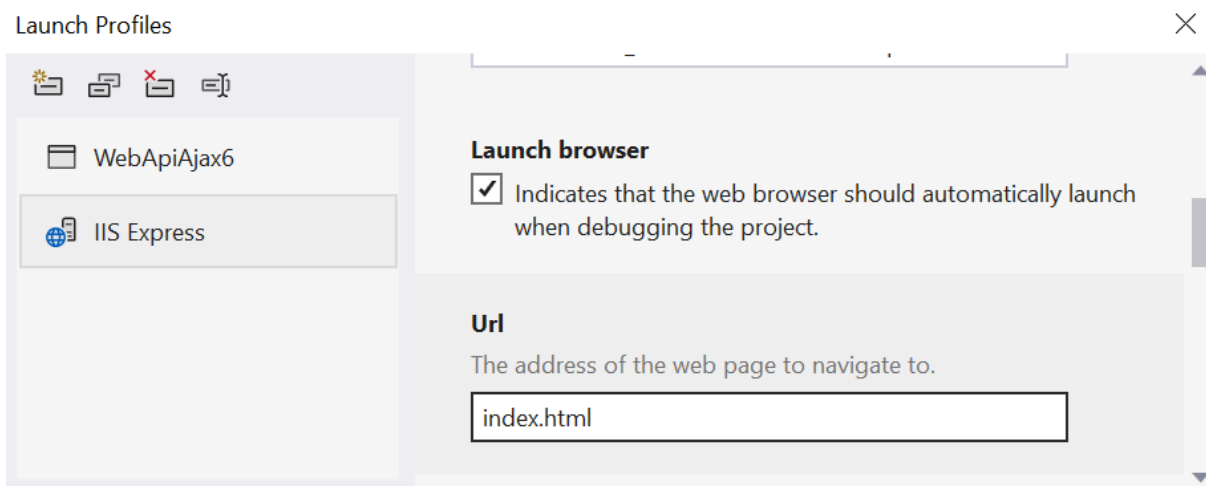 Launch Profiles
WebApiAjax6
IIS Express
Launch browser
Indicates that the web browser should automatically launch
when debugging the project.
Url
The address of the web page to navigate to.
index.html